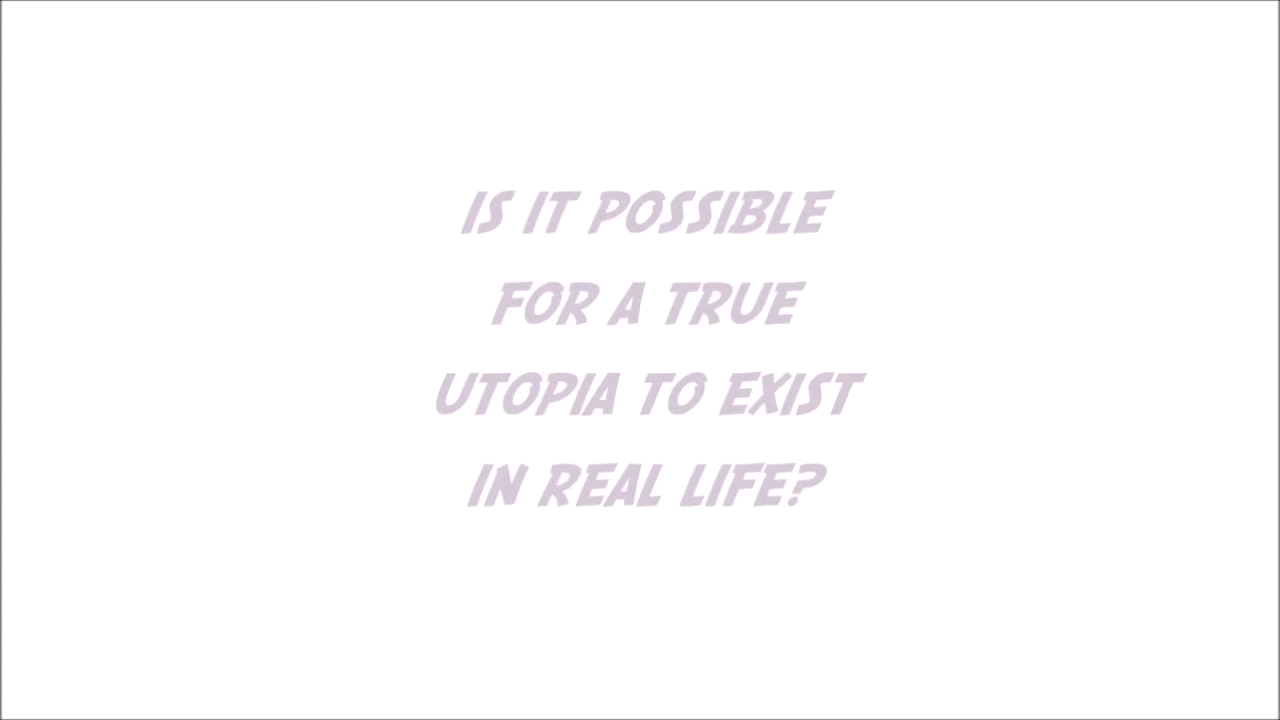 IS IT POSSIBLE
FOR A TRUE
UTOPIA TO EXIST
IN REAL LIFE?